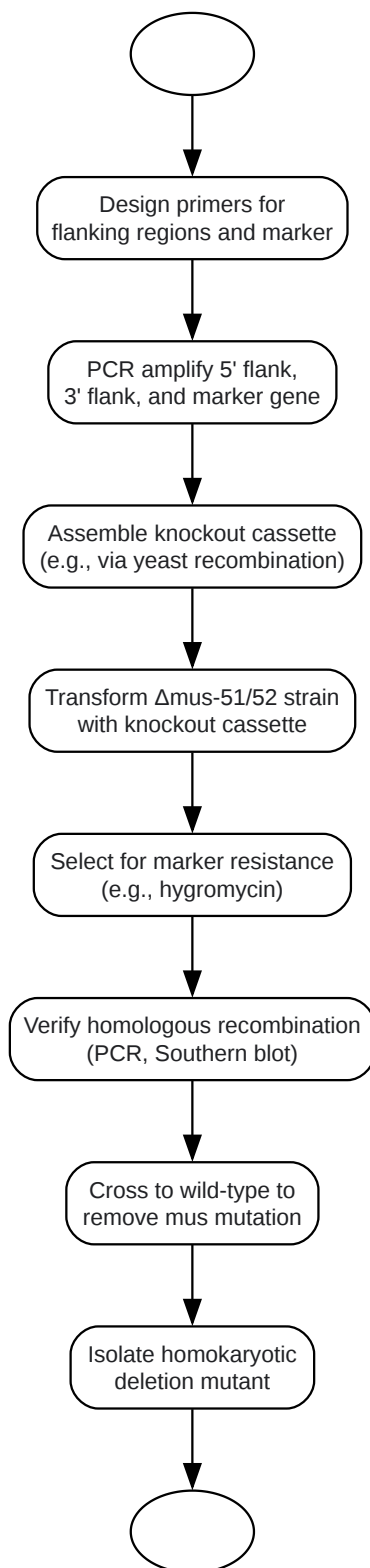 Design primers for
flanking regions and marker
PCR amplify 5' flank,
3' flank, and marker gene
Assemble knockout cassette
(e.g., via yeast recombination)
Transform Δmus-51/52 strain
with knockout cassette
Select for marker resistance
(e.g., hygromycin)
Verify homologous recombination
(PCR, Southern blot)
Cross to wild-type to
remove mus mutation
Isolate homokaryotic
deletion mutant